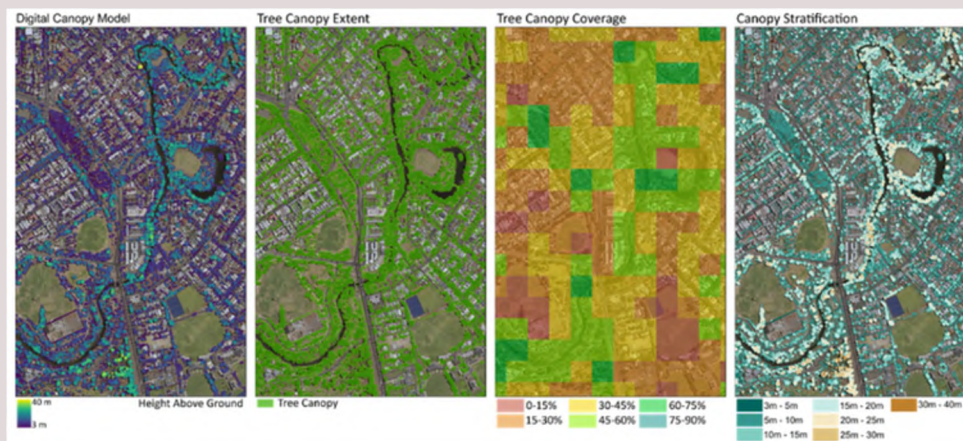 Digital Canopy Model
Tree Canopy Extent
Tree Canopy Coverage
Canopy Stratification
40 m
3 m
Height Above Ground
Tree Canopy
0-15%
30-45%
60-75%
15-30%
45-60%
75-90%
3m - 5m
15m - 20m
30m - 40m
5m - 10m
20m - 25m
10m - 15m
25m - 30m